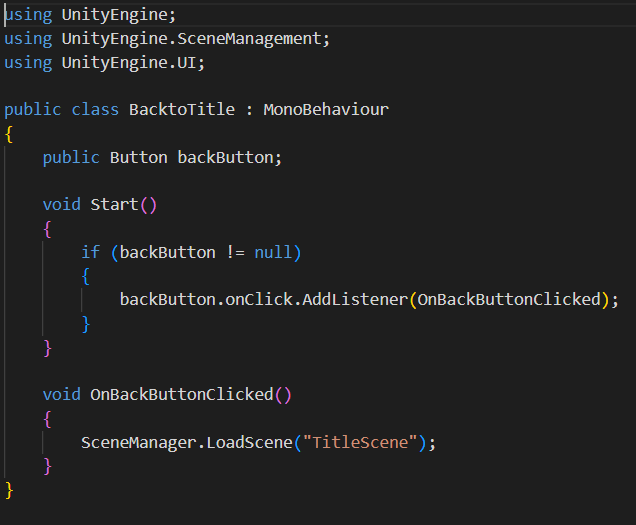 using UnityEngine;
using UnityEngine.SceneManagement;
using UnityEngine.UI;

public class BacktoTitle : MonoBehaviour
{
    public Button backButton;

    void Start()
    {
        if (backButton != null)
        {
            backButton.onClick.AddListener(OnBackButtonClicked);
        }
    }

    void OnBackButtonClicked()
    {
        SceneManager.LoadScene("TitleScene");
    }
}